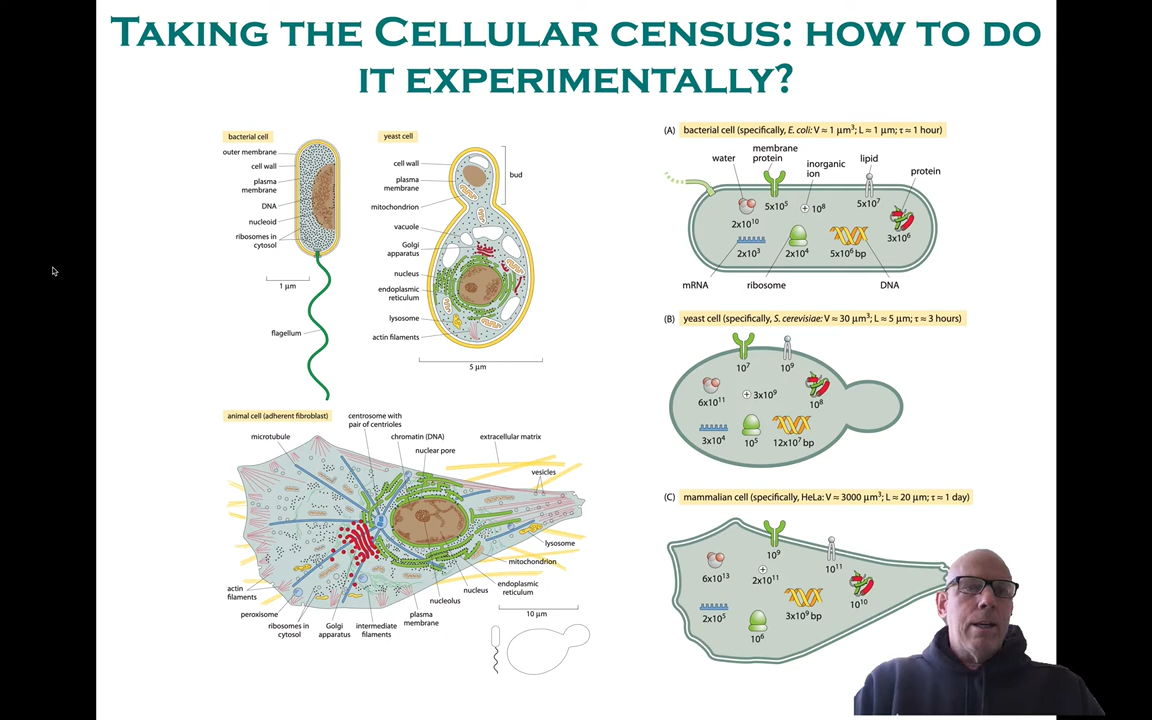 TAKING THE CELLULAR CENSUS: HOW TO DO
IT EXPERIMENTALLY?
bacterial cell
outer membrane
cell wall
plasma
membrane
DNA
nucleoid
ribosomes in
cytosol
1 μm
flagellum
yeast cell
cell wall
plasma
membrane
mitochondrion
vacuole
Golgi
apparatus
nucleus
endoplasmic
reticulum
lysosome
actin filaments
bud
5 μm
animal cell (adherent fibroblast)
microtubule
centrosome with
pair of centrioles
chromatin (DNA)
nuclear pore
extracellular matrix
vesicles
lysosome
mitochondrion
endoplasmic
reticulum
nucleus
nucleolus
plasma
membrane
intermediate
filaments
Golgi
apparatus
ribosomes in
cytosol
peroxisome
actin
filaments
10 μm
(A) bacterial cell (specifically, E. coli: V ≈ 1 μm³; L ≈ 1 μm; τ ≈ 1 hour)
water
membrane
protein
inorganic
ion
lipid
protein
2x10¹⁰
5x10⁵
+ 10⁸
5x10⁷
3x10⁶
2x10³
2x10⁴
5x10⁶ bp
mRNA
ribosome
DNA
(B) yeast cell (specifically, S. cerevisiae: V ≈ 30 μm³; L ≈ 5 μm; τ ≈ 3 hours)
10⁷
10⁹
6x10¹¹
+ 3x10⁹
10⁸
3x10⁴
10⁵
12x10⁷ bp
(C) mammalian cell (specifically, HeLa: V ≈ 3000 μm³; L ≈ 20 μm; τ ≈ 1 day)
10⁹
10¹¹
6x10¹³
+
2x10¹¹
10¹⁰
2x10⁵
10⁶
3x10⁹ bp